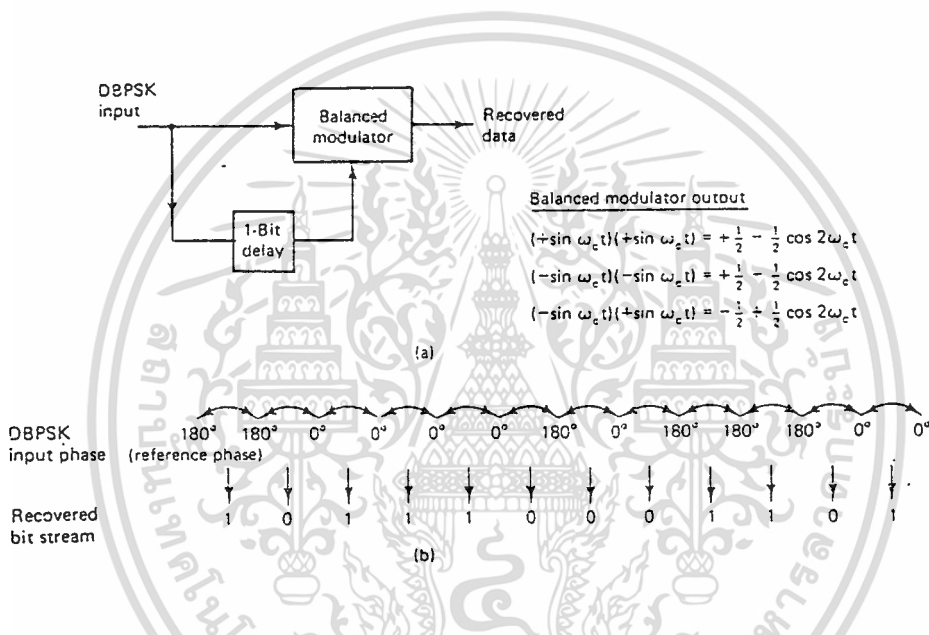 DBPSK
input
Balanced
modulator
Recovered
data
1-Bit
delay
Balanced modulator output
(+sin ω_c t)(+sin ω_c t) = + 1/2 − 1/2 cos 2ω_c t
(−sin ω_c t)(−sin ω_c t) = + 1/2 − 1/2 cos 2ω_c t
(−sin ω_c t)(+sin ω_c t) = − 1/2 + 1/2 cos 2ω_c t
(a)
DBPSK
input phase
180° 180° 0° 0° 0° 0° 180° 0° 180° 180° 180° 0° 0°
(reference phase)
Recovered
bit stream
1 0 1 1 1 0 0 0 1 1 0 1
(b)